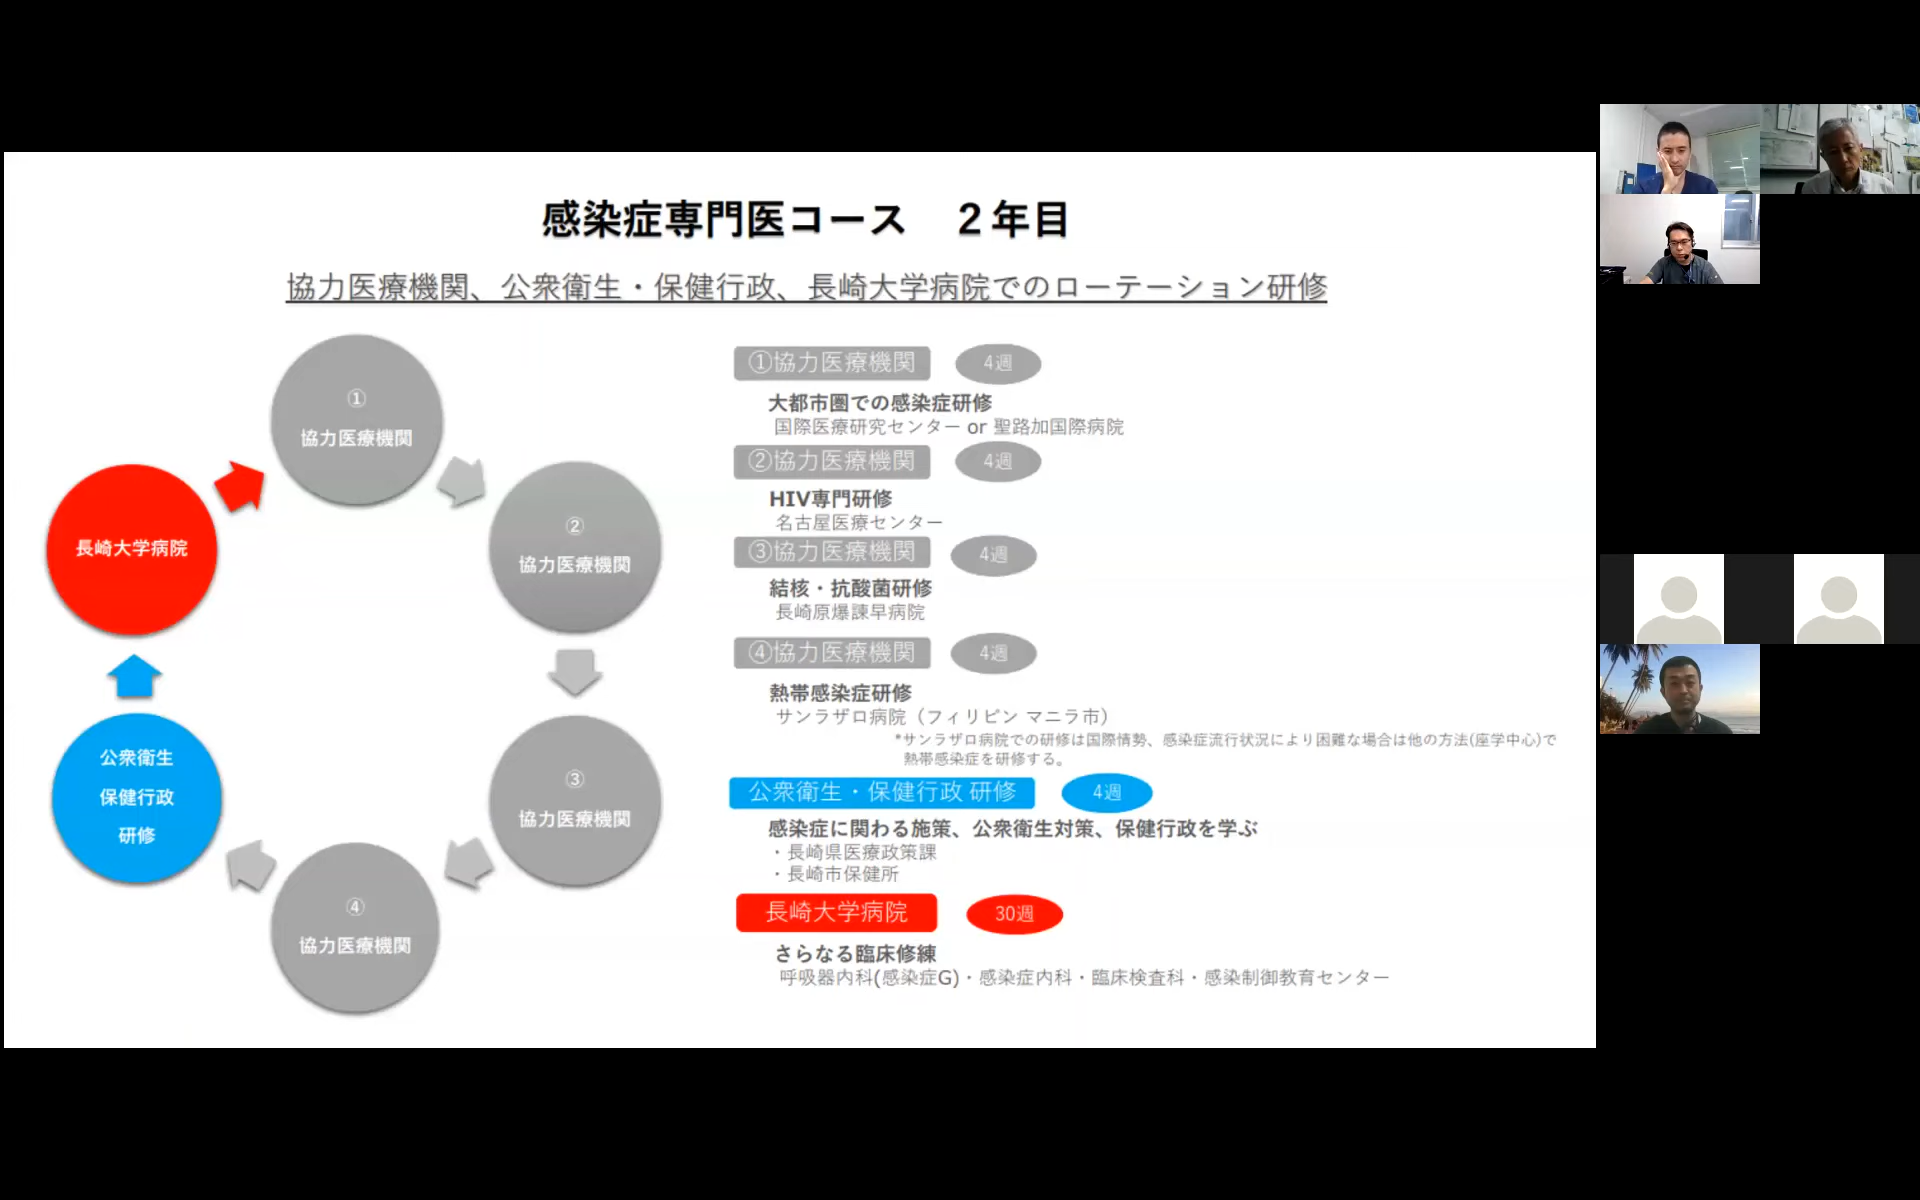 感染症専門医コース　２年目
協力医療機関、公衆衛生・保健行政、長崎大学病院でのローテーション研修
①
協力医療機関
②
協力医療機関
③
協力医療機関
④
協力医療機関
公衆衛生
保健行政
研修
長崎大学病院
①協力医療機関 4週
大都市圏での感染症研修
国際医療研究センター or 聖路加国際病院
②協力医療機関 4週
HIV専門研修
名古屋医療センター
③協力医療機関 4週
結核・抗酸菌研修
長崎原爆諫早病院
④協力医療機関 4週
熱帯感染症研修
サンラザロ病院（フィリピン マニラ市）
*サンラザロ病院での研修は国際情勢、感染症流行状況により困難な場合は他の方法(座学中心)で
熱帯感染症を研修する。
公衆衛生・保健行政 研修 4週
感染症に関わる施策、公衆衛生対策、保健行政を学ぶ
・長崎県医療政策課
・長崎市保健所
長崎大学病院 30週
さらなる臨床修練
呼吸器内科(感染症G)・感染症内科・臨床検査科・感染制御教育センター